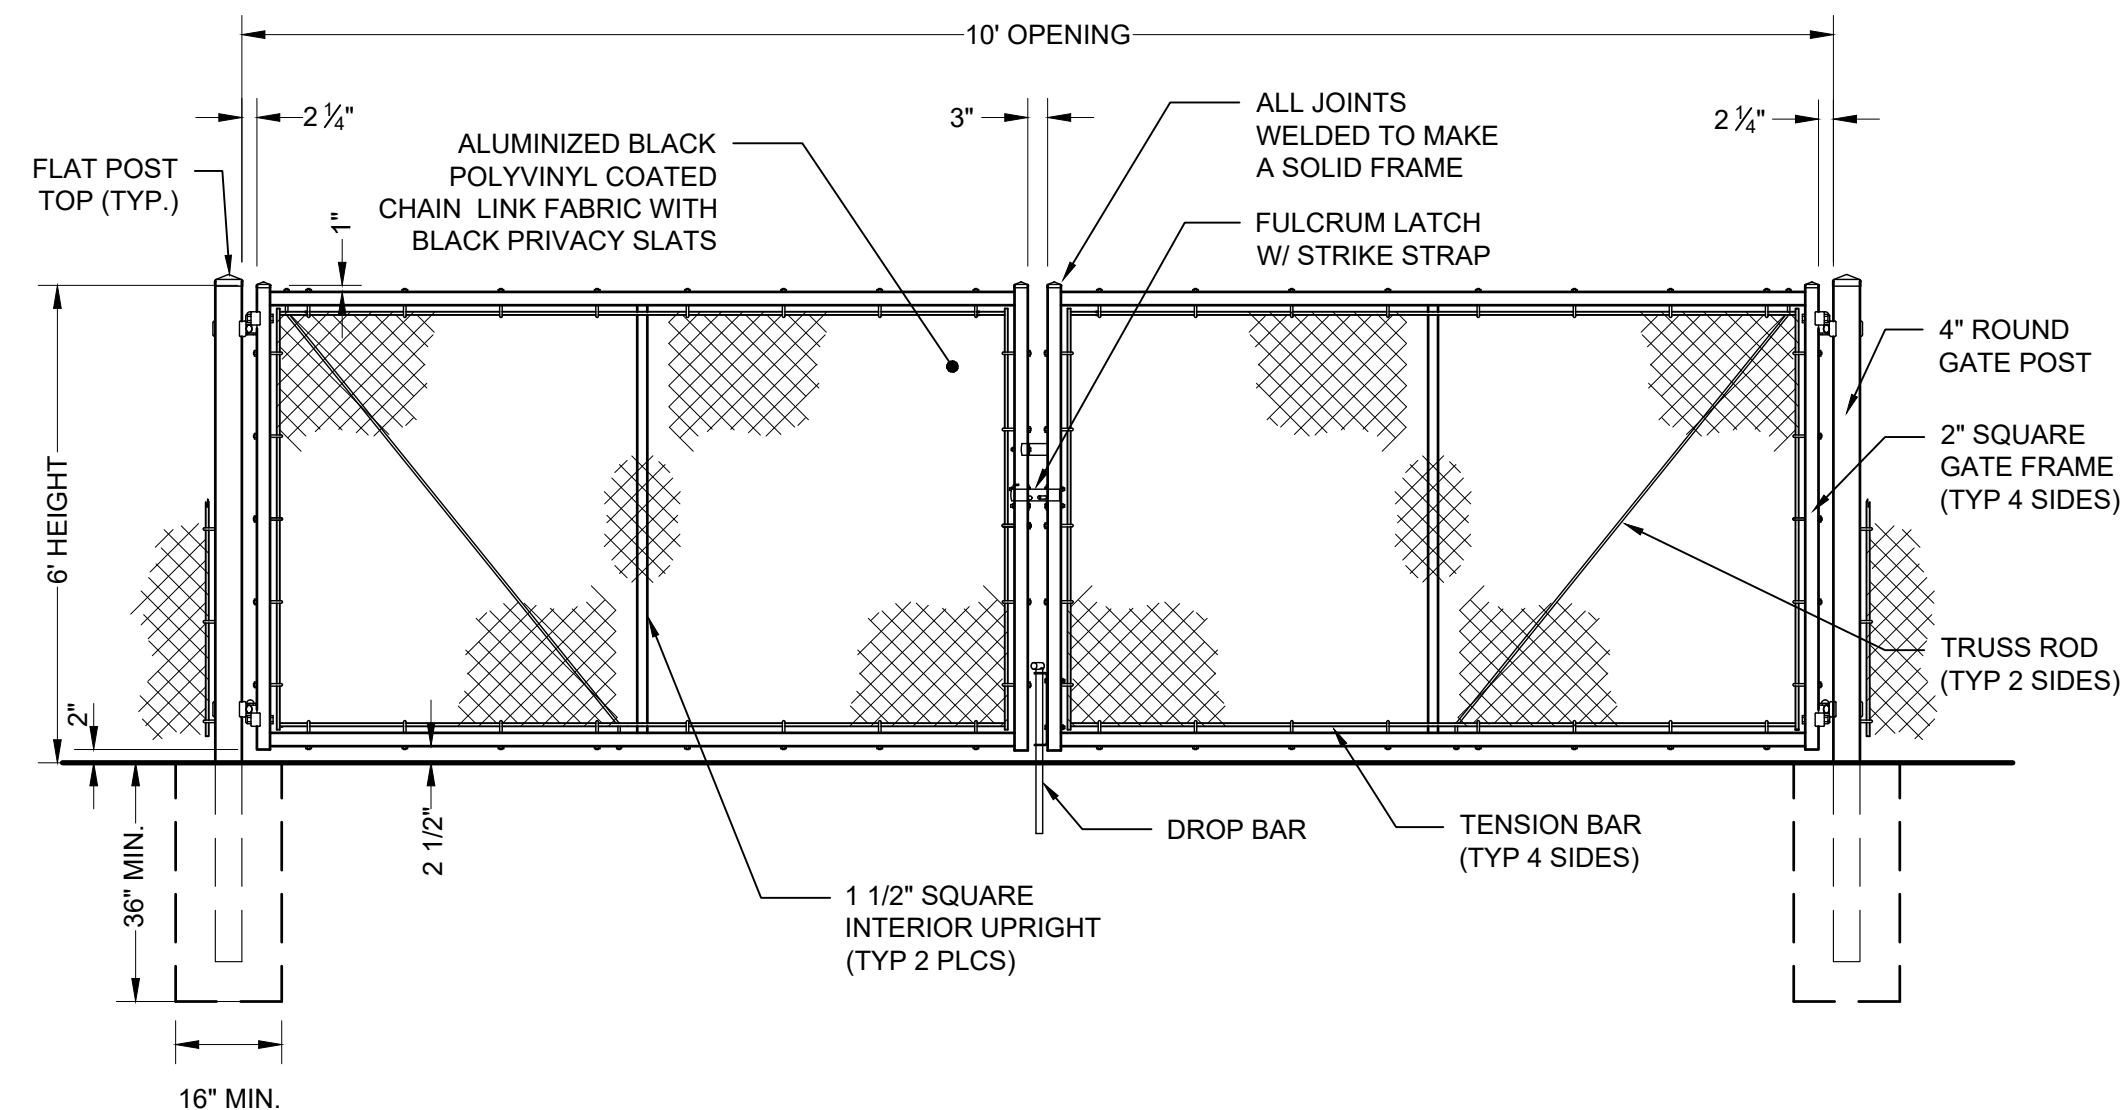 10' OPENING
2 ¼"
3"
2 ¼"
ALL JOINTS
WELDED TO MAKE
A SOLID FRAME
ALUMINIZED BLACK
POLYVINYL COATED
CHAIN LINK FABRIC WITH
BLACK PRIVACY SLATS
FLAT POST
TOP (TYP.)
1"
FULCRUM LATCH
W/ STRIKE STRAP
4" ROUND
GATE POST
2" SQUARE
GATE FRAME
(TYP 4 SIDES)
6' HEIGHT
TRUSS ROD
(TYP 2 SIDES)
2"
2 1/2"
36" MIN.
DROP BAR
TENSION BAR
(TYP 4 SIDES)
1 1/2" SQUARE
INTERIOR UPRIGHT
(TYP 2 PLCS)
16" MIN.